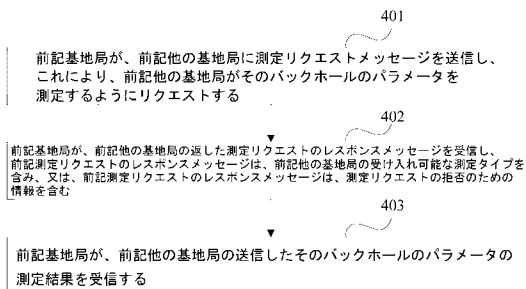 401
前記基地局が、前記他の基地局に測定リクエストメッセージを送信し、
これにより、前記他の基地局がそのバックホールのパラメータを
測定するようにリクエストする
402
前記基地局が、前記他の基地局の返した測定リクエストのレスポンスメッセージを受信し、
前記測定リクエストのレスポンスメッセージは、前記他の基地局の受け入れ可能な測定タイプを
含み、又は、前記測定リクエストのレスポンスメッセージは、測定リクエストの拒否のための
情報を含む
403
前記基地局が、前記他の基地局の送信したそのバックホールのパラメータの
測定結果を受信する